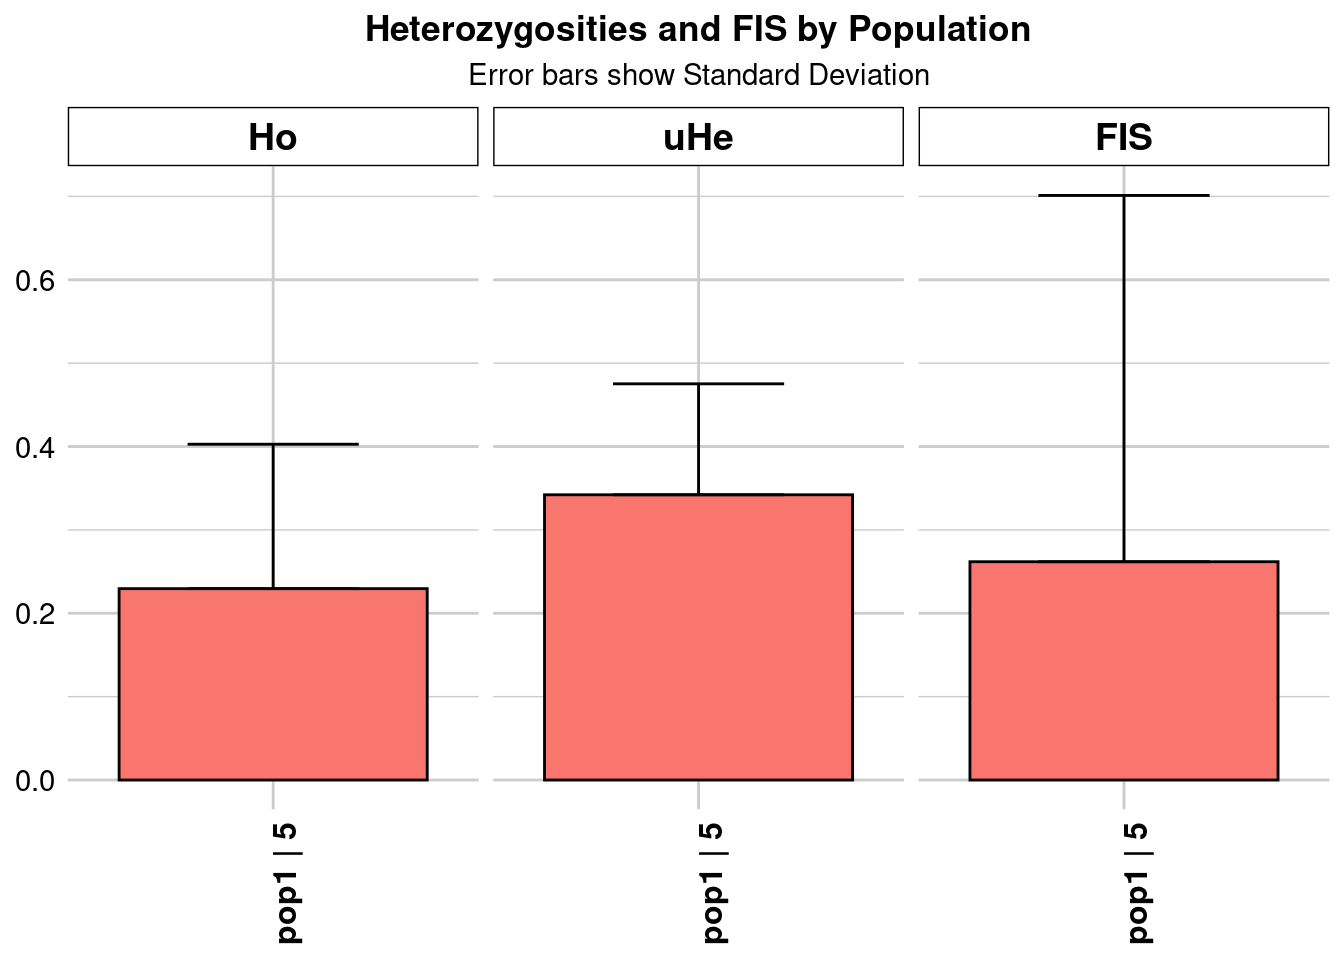 Heterozygosities and FIS by Population
Error bars show Standard Deviation
Ho
uHe
FIS
0.6
0.4
0.2
0.0
pop1 | 5
pop1 | 5
pop1 | 5